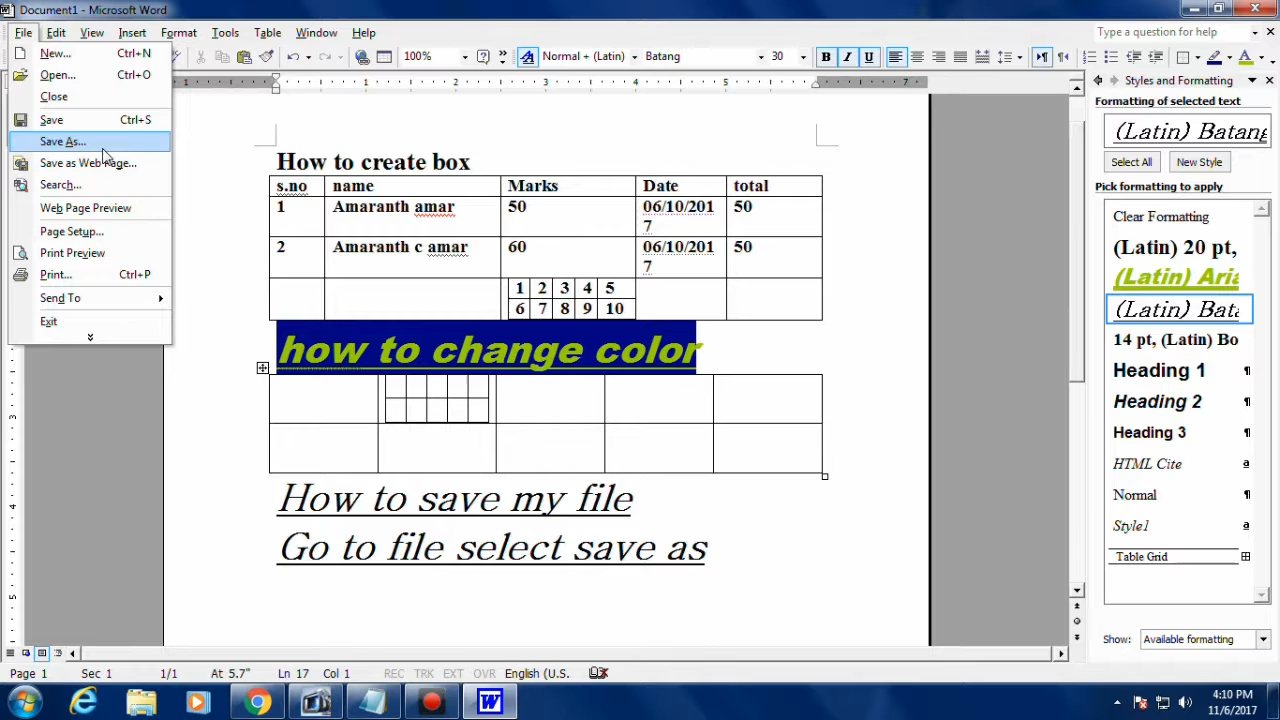 Document1 - Microsoft Word
File Edit View Insert Format Tools Table Window Help
Type a question for help
New... Ctrl+N
Open... Ctrl+O
Close
Save Ctrl+S
Save As...
Save as Web Page...
Search...
Web Page Preview
Page Setup...
Print Preview
Print... Ctrl+P
Send To
Exit
100% Normal + (Latin) Batang 30 B I U
How to create box
s.no name Marks Date total
1 Amaranth amar 50 06/10/201 50
7
2 Amaranth c amar 60 06/10/201 50
7
1 2 3 4 5
6 7 8 9 10
how to change color
How to save my file
Go to file select save as
Styles and Formatting
Formatting of selected text
(Latin) Batang
Select All New Style
Pick formatting to apply
Clear Formatting
(Latin) 20 pt,
(Latin) Aria
(Latin) Bata
14 pt, (Latin) Bo
Heading 1
Heading 2
Heading 3
HTML Cite
Normal
Style1
Table Grid
Show: Available formatting
Page 1 Sec 1 1/1 At 5.7" Ln 17 Col 1 REC TRK EXT OVR English (U.S.
4:10 PM
11/6/2017